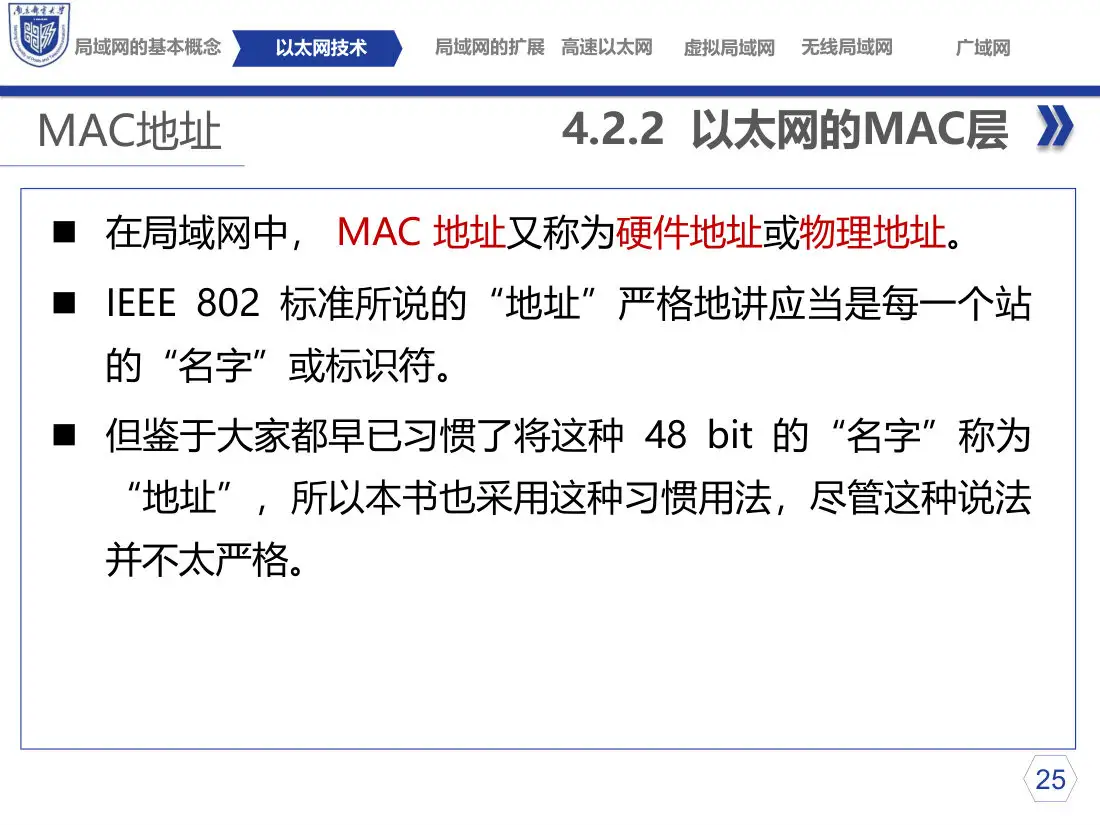 局域网的基本概念 以太网技术 局域网的扩展 高速以太网 虚拟局域网 无线局域网 广域网
MAC地址
4.2.2 以太网的MAC层
■ 在局域网中， MAC 地址又称为硬件地址或物理地址。
■ IEEE 802 标准所说的“地址”严格地讲应当是每一个站
的“名字”或标识符。
■ 但鉴于大家都早已习惯了将这种 48 bit 的“名字”称为
“地址”，所以本书也采用这种习惯用法，尽管这种说法
并不太严格。
25